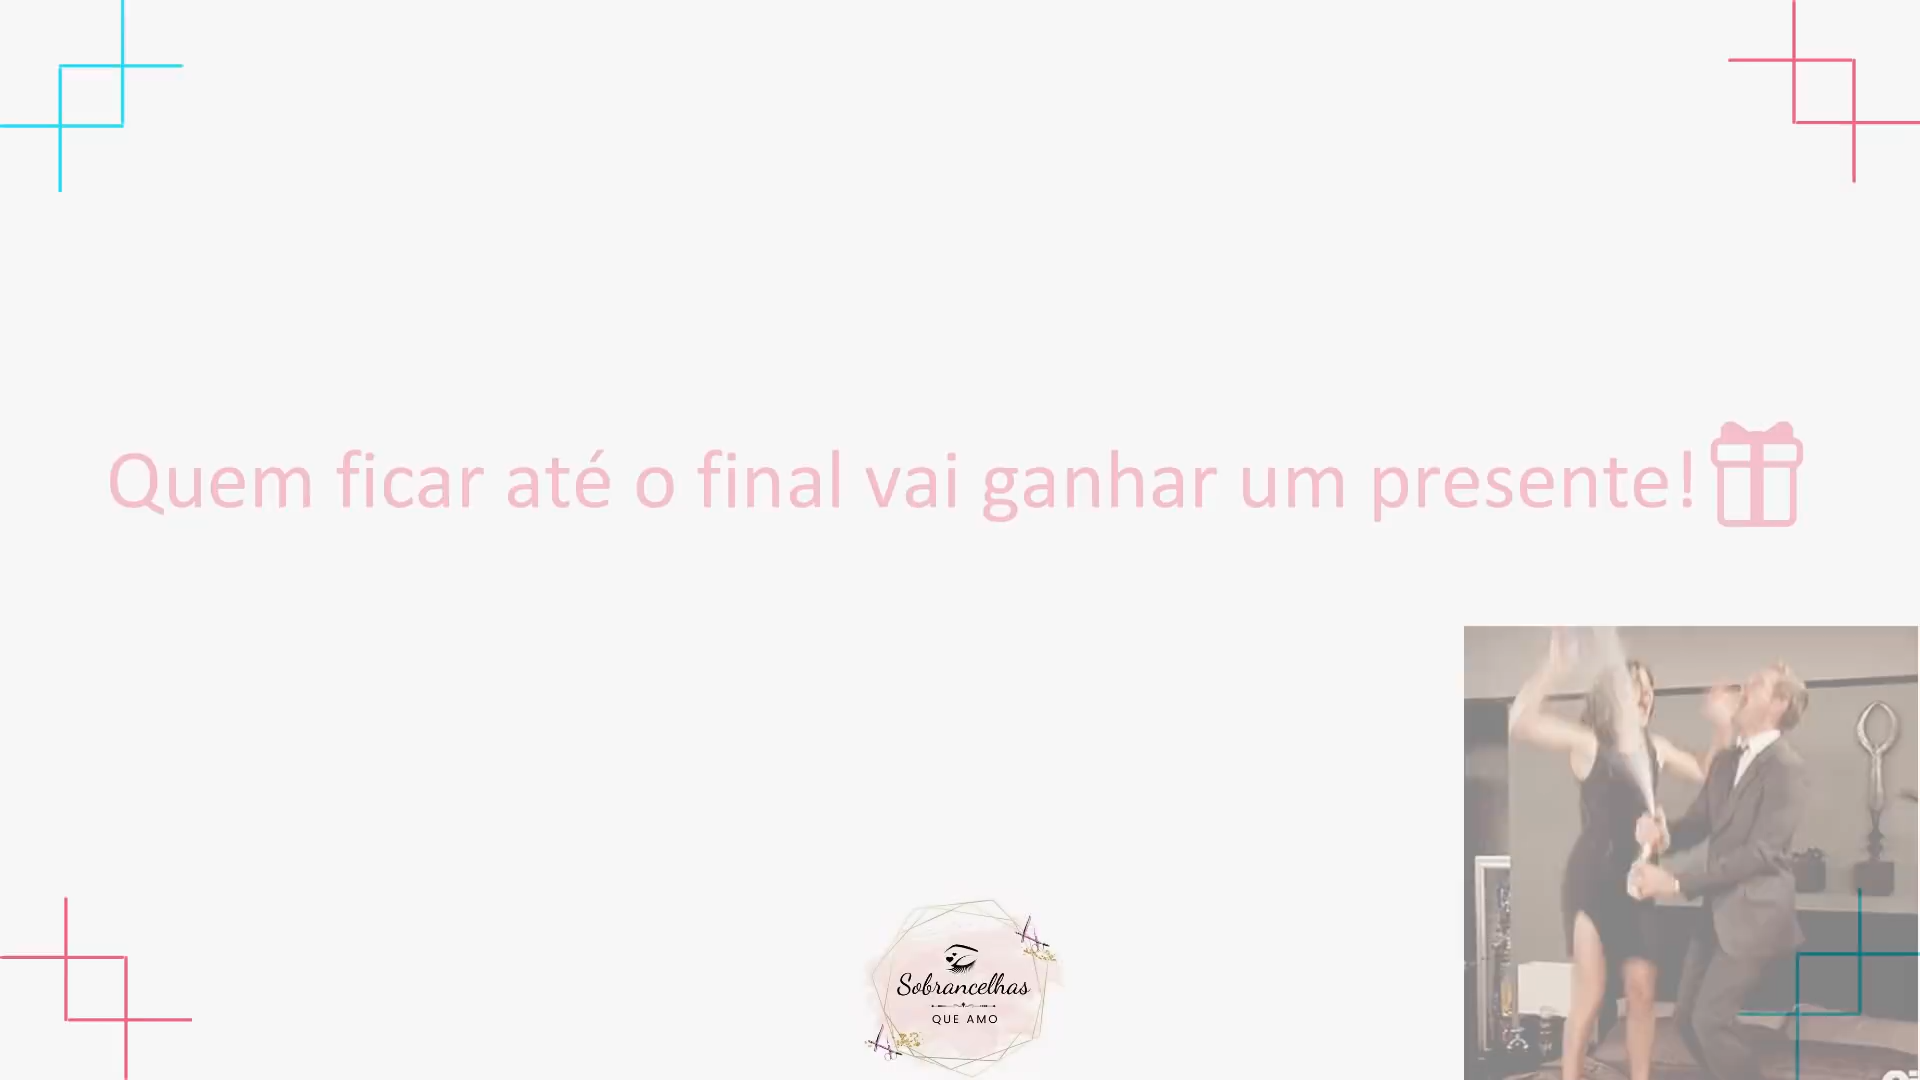 Quem ficar até o final vai ganhar um presente!
Sobrancelhas
QUE AMO